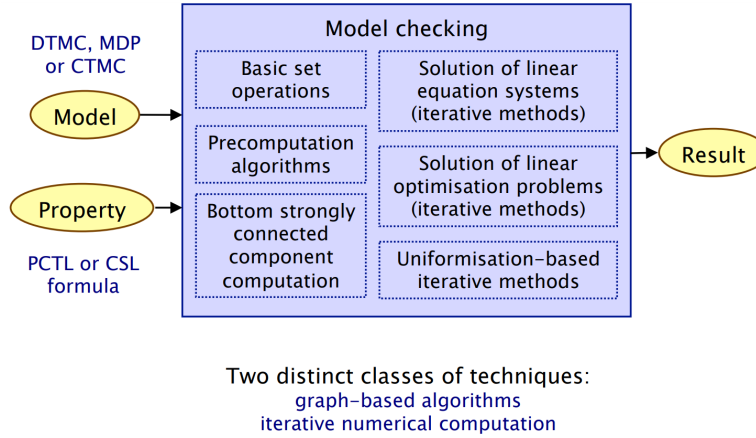 Model checking
DTMC, MDP
or CTMC
Model
Property
PCTL or CSL
formula
Basic set
operations
Precomputation
algorithms
Bottom strongly
connected
component
computation
Solution of linear
equation systems
(iterative methods)
Solution of linear
optimisation problems
(iterative methods)
Uniformisation-based
iterative methods
Result
Two distinct classes of techniques:
graph-based algorithms
iterative numerical computation